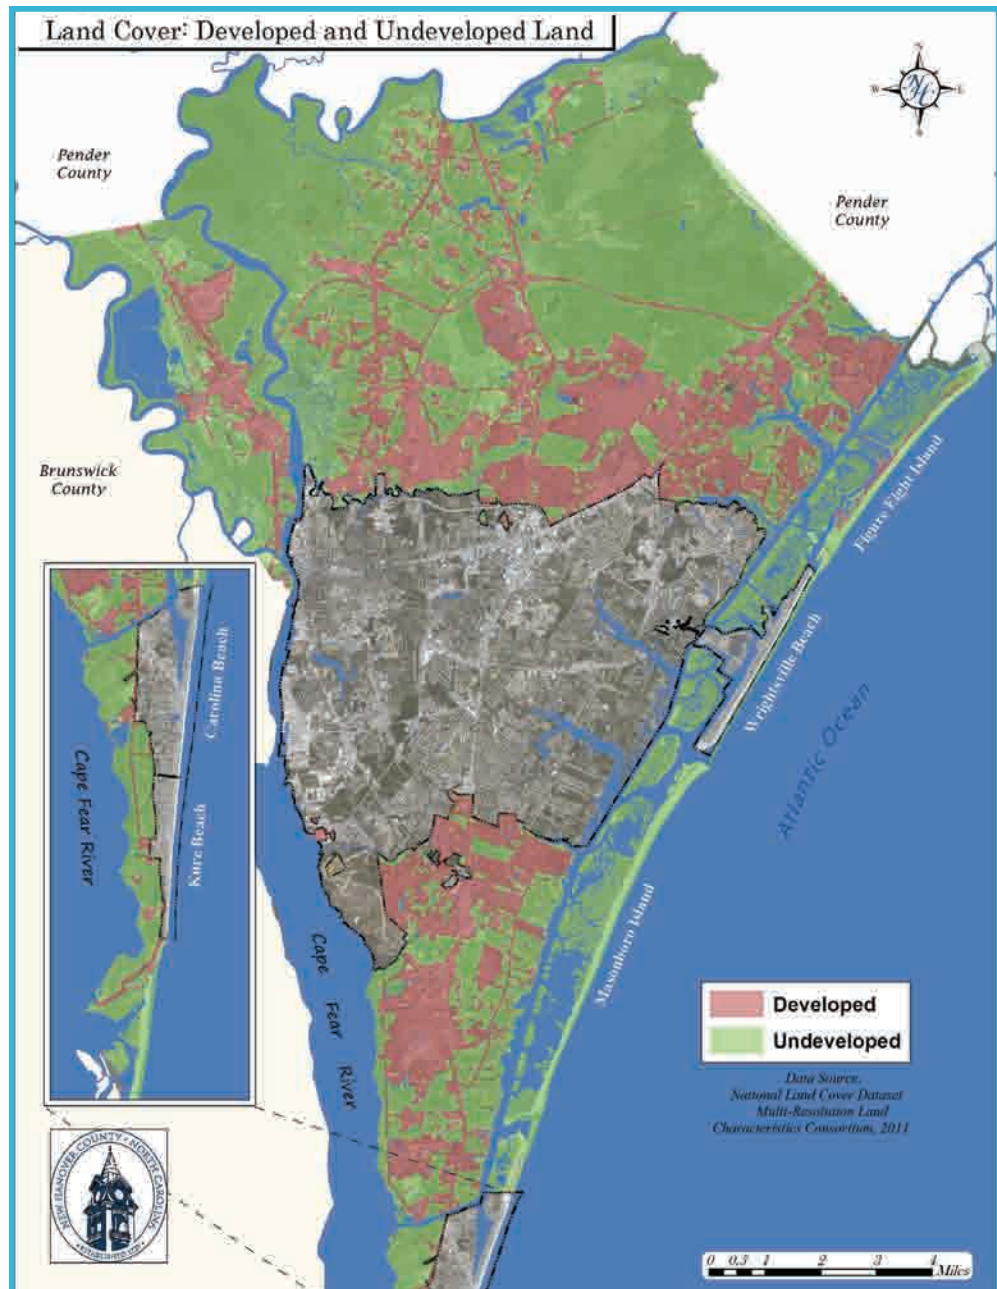 Land Cover: Developed and Undeveloped Land
N
W
E
S
NH
Pender
County
Pender
County
Brunswick
County
Figure Eight Island
Wrightsville Beach
Atlantic Ocean
Masonboro Island
Carolina Beach
Kure Beach
Cape Fear River
Cape Fear River
Developed
Undeveloped
Data Source,
National Land Cover Dataset
Multi-Resolution Land
Characteristics Consortium, 2011
NEW HANOVER COUNTY • NORTH CAROLINA
0 0.5 1 2 3 4
Miles